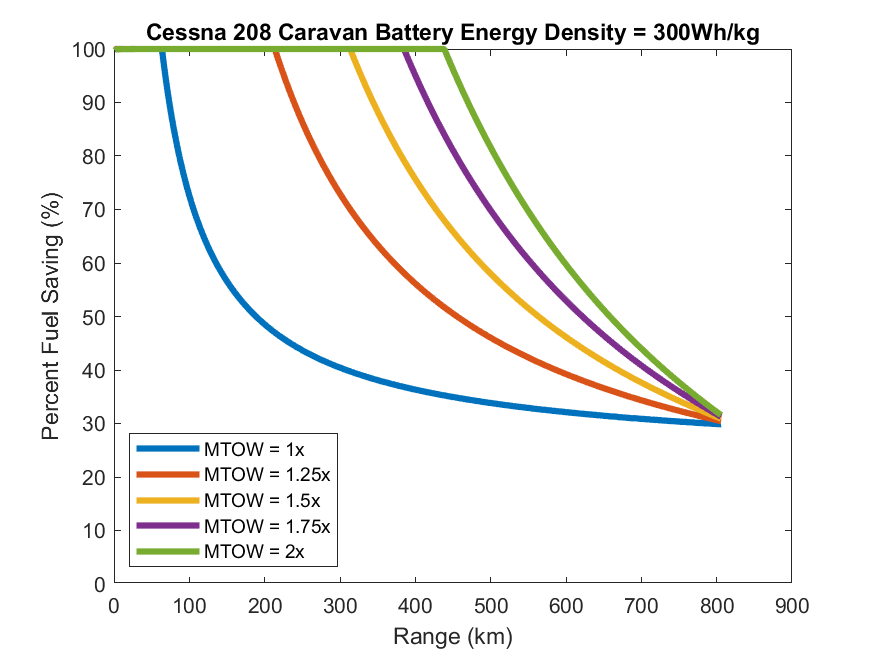 Cessna 208 Caravan Battery Energy Density = 300Wh/kg
100
90
80
70
60
50
40
30
20
10
0
Percent Fuel Saving (%)
MTOW = 1x
MTOW = 1.25x
MTOW = 1.5x
MTOW = 1.75x
MTOW = 2x
0 100 200 300 400 500 600 700 800 900
Range (km)